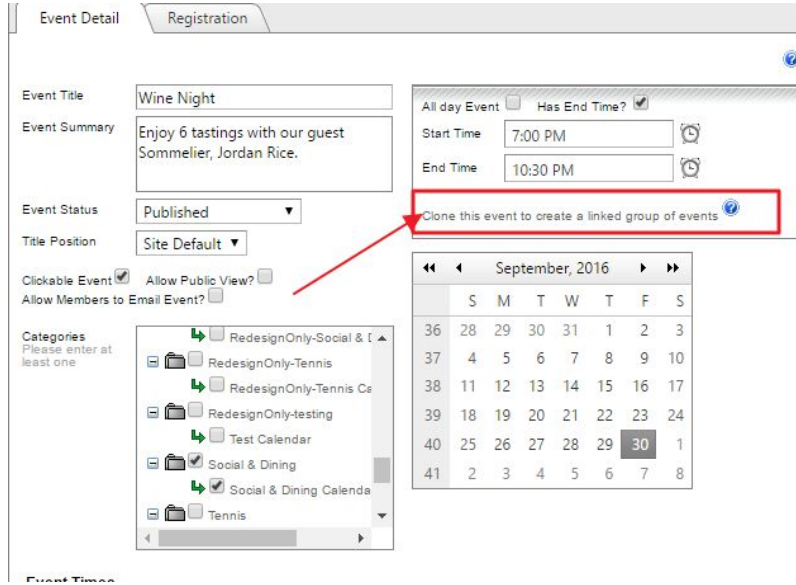 Event Detail
Registration
Event Title
Wine Night
Event Summary
Enjoy 6 tastings with our guest
Sommelier, Jordan Rice.
Event Status
Published
Title Position
Site Default
Clickable Event
Allow Public View?
Allow Members to Email Event?
Categories
Please enter at
least one
RedesignOnly-Social & D
RedesignOnly-Tennis
RedesignOnly-Tennis Ca
RedesignOnly-testing
Test Calendar
Social & Dining
Social & Dining Calenda
Tennis
All day Event
Has End Time?
Start Time
7:00 PM
End Time
10:30 PM
Clone this event to create a linked group of events
September, 2016
S M T W T F S
36 28 29 30 31 1 2 3
37 4 5 6 7 8 9 10
38 11 12 13 14 15 16 17
39 18 19 20 21 22 23 24
40 25 26 27 28 29 30 1
41 2 3 4 5 6 7 8
Event Times